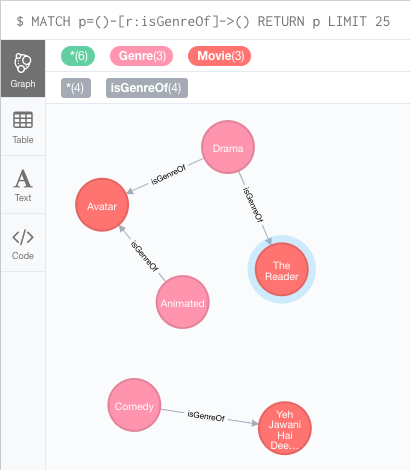 $ MATCH p=()-[r:isGenreOf]->() RETURN p LIMIT 25
*(6) Genre(3) Movie(3)
*(4) isGenreOf(4)
Graph
Table
Text
Code
Drama
isGenreOf
isGenreOf
Avatar
isGenreOf
The
Reader
Animated
Comedy
isGenreOf
Yeh
Jawani
Hai
Dee...